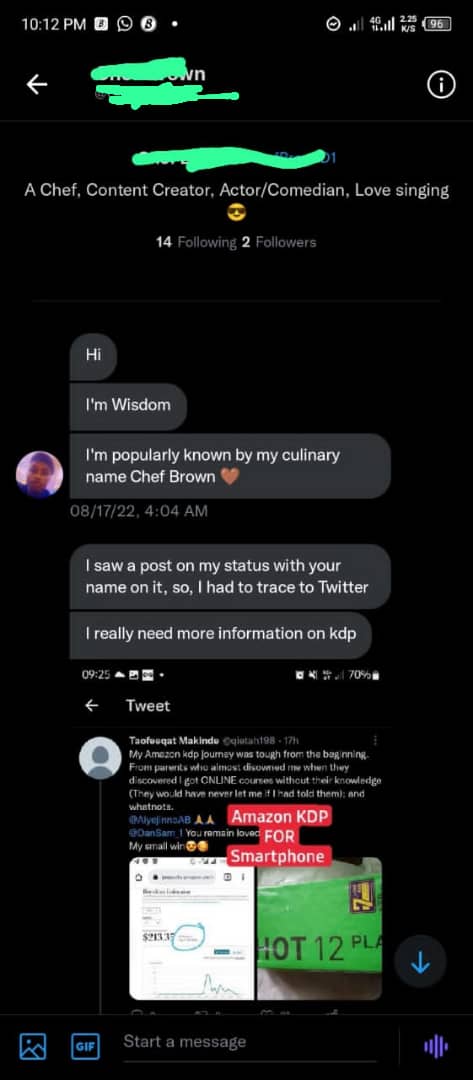 10:12 PM
4G
2.25
K/S
96
wn
01
A Chef, Content Creator, Actor/Comedian, Love singing
14 Following 2 Followers
Hi
I'm Wisdom
I'm popularly known by my culinary
name Chef Brown
08/17/22, 4:04 AM
I saw a post on my status with your
name on it, so, I had to trace to Twitter
I really need more information on kdp
09:25
70%
Tweet
Taofeeqat Makinde @qietah198 · 17h
My Amazon kdp journey was tough from the beginning.
From parents who almost disowned me when they
discovered I got ONLINE courses without their knowledge
(They would have never let me if I had told them); and
whatnots.
@DanSam_I You remain loved
My small win
Amazon KDP
FOR
Smartphone
$213.37
HOT 12 PLA
GIF
Start a message